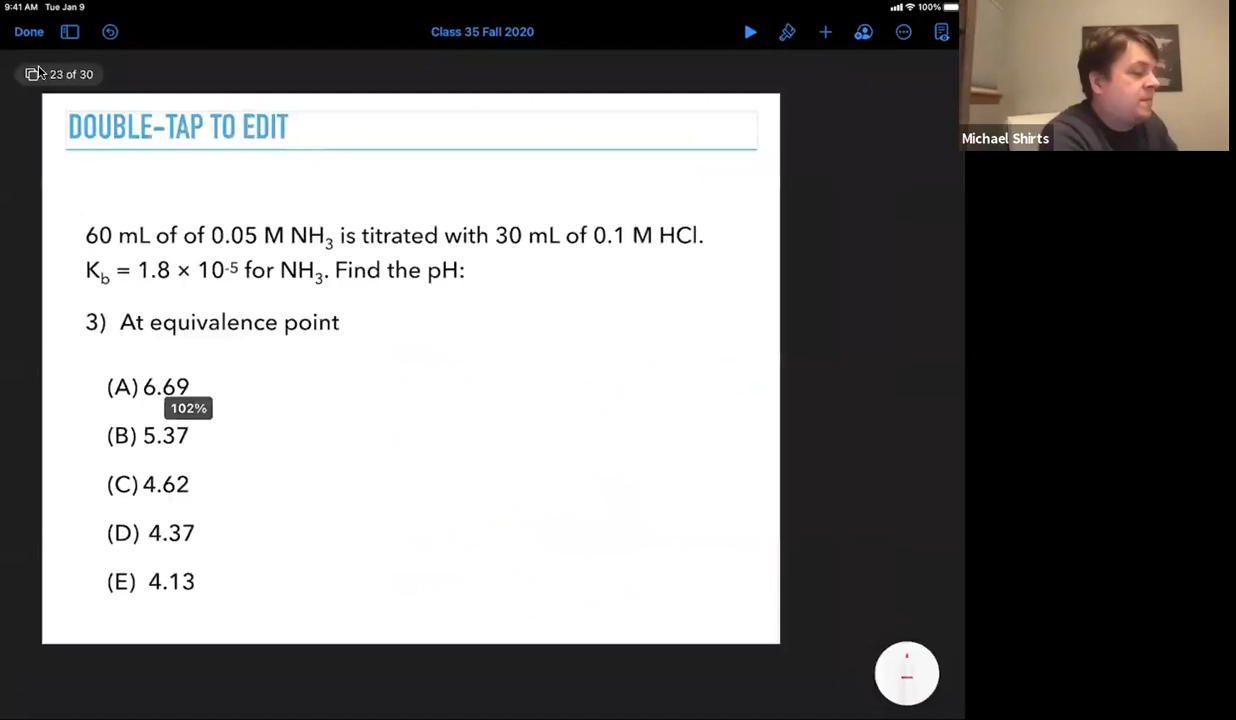 9:41 AM Tue Jan 9
100%
Done
Class 35 Fall 2020
23 of 30
DOUBLE-TAP TO EDIT
60 mL of of 0.05 M NH₃ is titrated with 30 mL of 0.1 M HCl.
K_b = 1.8 × 10⁻⁵ for NH₃. Find the pH:
3) At equivalence point
(A) 6.69
102%
(B) 5.37
(C) 4.62
(D) 4.37
(E) 4.13
Michael Shirts